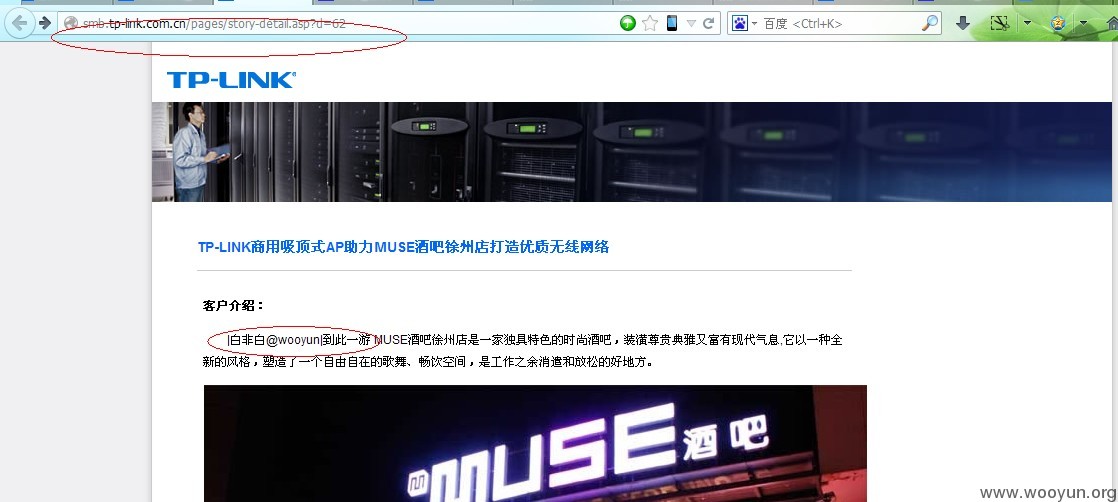 smb.tp-link.com.cn/pages/story-detail.asp?d=62
百度 <Ctrl+K>
TP-LINK®
TP-LINK商用吸顶式AP助力MUSE酒吧徐州店打造优质无线网络
客户介绍：
|白非白@wooyun|到此一游 MUSE酒吧徐州店是一家独具特色的时尚酒吧，装潢尊贵典雅又富有现代气息,它以一种全
新的风格，塑造了一个自由自在的歌舞、畅饮空间，是工作之余消遣和放松的好地方。
MUSE 酒吧
www.wooyun.org